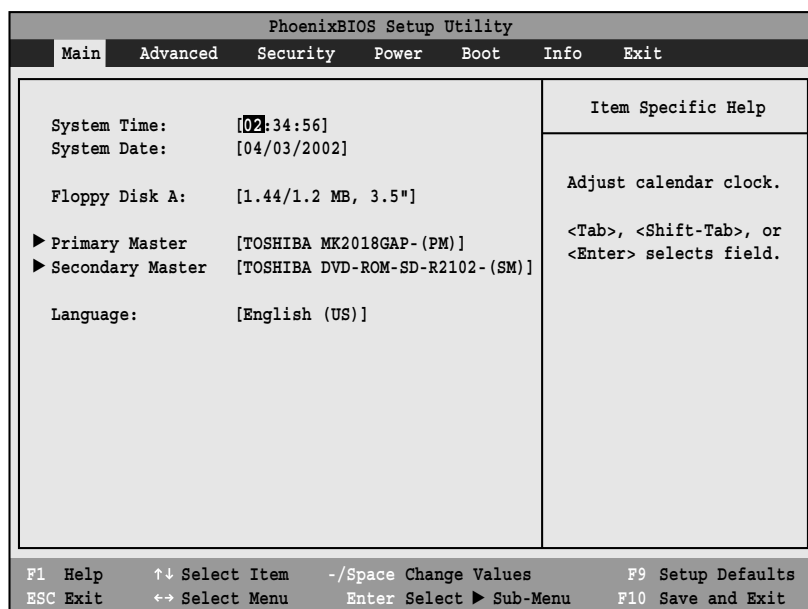 PhoenixBIOS Setup Utility
Main Advanced Security Power Boot Info Exit
System Time: [02:34:56]
System Date: [04/03/2002]
Floppy Disk A: [1.44/1.2 MB, 3.5"]
▶ Primary Master [TOSHIBA MK2018GAP-(PM)]
▶ Secondary Master [TOSHIBA DVD-ROM-SD-R2102-(SM)]
Language: [English (US)]
Item Specific Help
Adjust calendar clock.
<Tab>, <Shift-Tab>, or
<Enter> selects field.
F1 Help ↑↓ Select Item -/Space Change Values F9 Setup Defaults
ESC Exit ←→ Select Menu Enter Select ▶ Sub-Menu F10 Save and Exit